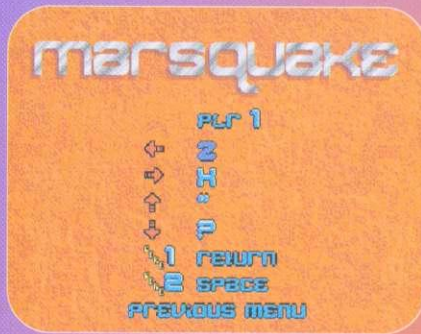 marsquake
PLr 1
Z
X
"
?
1 return
2 space
Previous menu